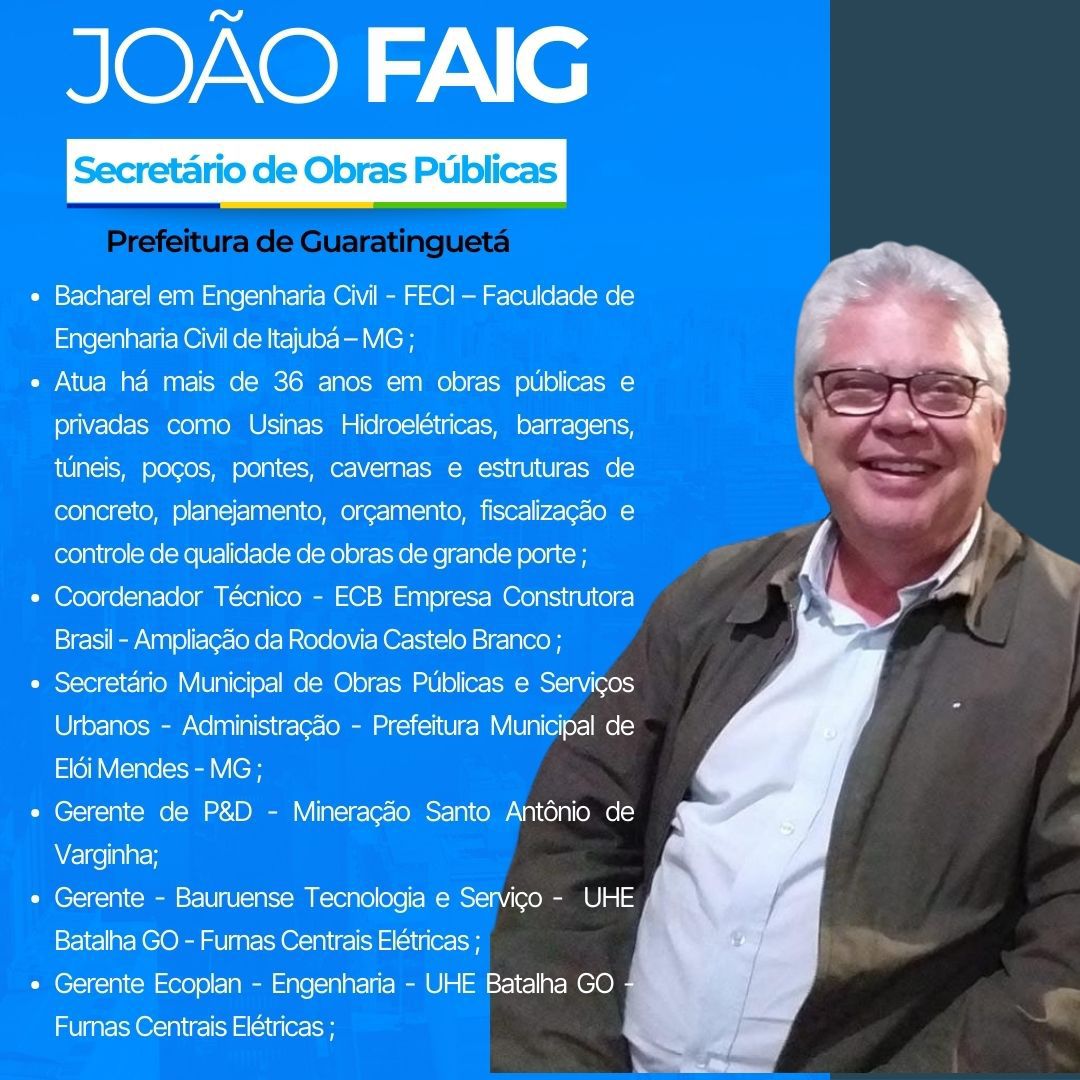 JOÃO FAIG
Secretário de Obras Públicas
Prefeitura de Guaratinguetá
• Bacharel em Engenharia Civil - FECI – Faculdade de
Engenharia Civil de Itajubá – MG ;
• Atua há mais de 36 anos em obras públicas e
privadas como Usinas Hidroelétricas, barragens,
túneis, poços, pontes, cavernas e estruturas de
concreto, planejamento, orçamento, fiscalização e
controle de qualidade de obras de grande porte ;
• Coordenador Técnico - ECB Empresa Construtora
Brasil - Ampliação da Rodovia Castelo Branco ;
• Secretário Municipal de Obras Públicas e Serviços
Urbanos - Administração - Prefeitura Municipal de
Elói Mendes - MG ;
• Gerente de P&D - Mineração Santo Antônio de
Varginha;
• Gerente - Bauruense Tecnologia e Serviço - UHE
Batalha GO - Furnas Centrais Elétricas ;
• Gerente Ecoplan - Engenharia - UHE Batalha GO -
Furnas Centrais Elétricas ;